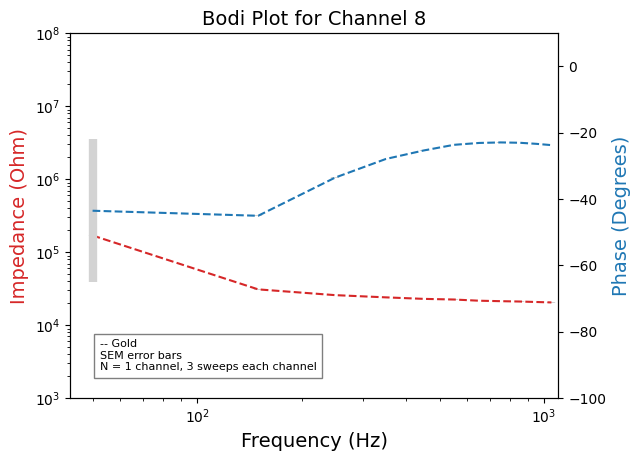 Bodi Plot for Channel 8
10^8
10^7
10^6
10^5
10^4
10^3
Impedance (Ohm)
0
−20
−40
−60
−80
−100
Phase (Degrees)
-- Gold
SEM error bars
N = 1 channel, 3 sweeps each channel
10^2
10^3
Frequency (Hz)